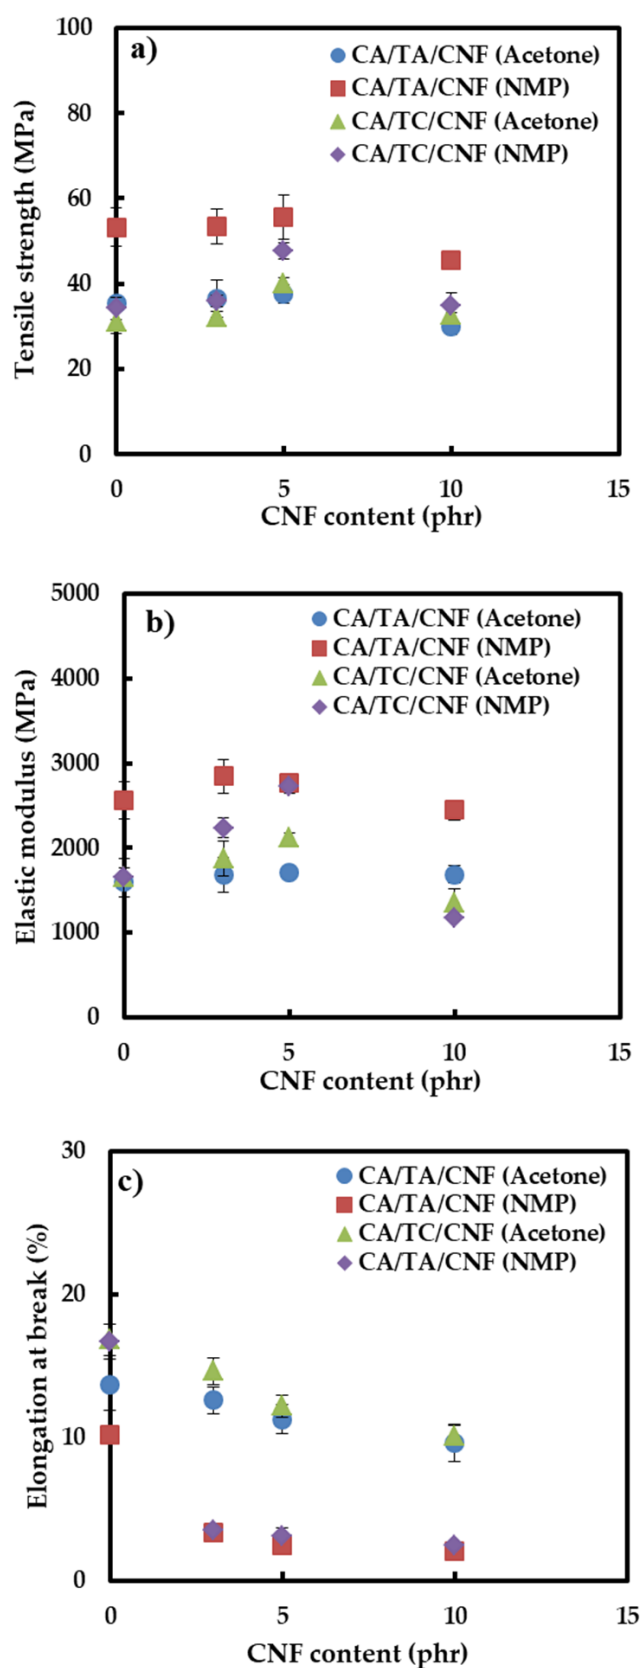 a)
100
80
60
40
20
0
Tensile strength (MPa)
CA/TA/CNF (Acetone)
CA/TA/CNF (NMP)
CA/TC/CNF (Acetone)
CA/TC/CNF (NMP)
0 5 10 15
CNF content (phr)
b)
5000
4000
3000
2000
1000
0
Elastic modulus (MPa)
CA/TA/CNF (Acetone)
CA/TA/CNF (NMP)
CA/TC/CNF (Acetone)
CA/TC/CNF (NMP)
0 5 10 15
CNF content (phr)
c)
30
20
10
0
Elongation at break (%)
CA/TA/CNF (Acetone)
CA/TA/CNF (NMP)
CA/TC/CNF (Acetone)
CA/TA/CNF (NMP)
0 5 10 15
CNF content (phr)